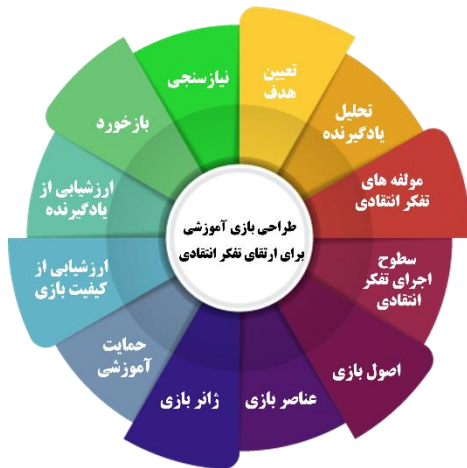 طراحی بازی آموزشی
برای ارتقای تفکر انتقادی
نیازسنجی
تعیین
هدف
تحلیل
یادگیرنده
مولفه های
تفکر انتقادی
سطوح
اجرای تفکر
انتقادی
اصول بازی
عناصر بازی
ژانر بازی
حمایت
آموزشی
ارزشیابی از
کیفیت بازی
ارزشیابی از
یادگیرنده
بازخورد